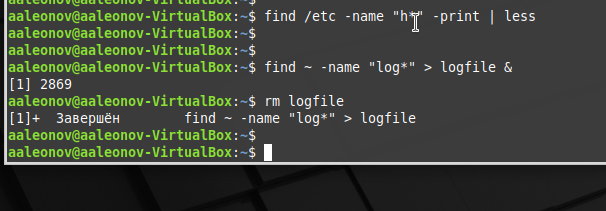 aaleonov@aaleonov-VirtualBox:~$ find /etc -name "h*" -print | less
aaleonov@aaleonov-VirtualBox:~$
aaleonov@aaleonov-VirtualBox:~$
aaleonov@aaleonov-VirtualBox:~$ find ~ -name "log*" > logfile &
[1] 2869
aaleonov@aaleonov-VirtualBox:~$ rm logfile
[1]+  Завершён        find ~ -name "log*" > logfile
aaleonov@aaleonov-VirtualBox:~$
aaleonov@aaleonov-VirtualBox:~$